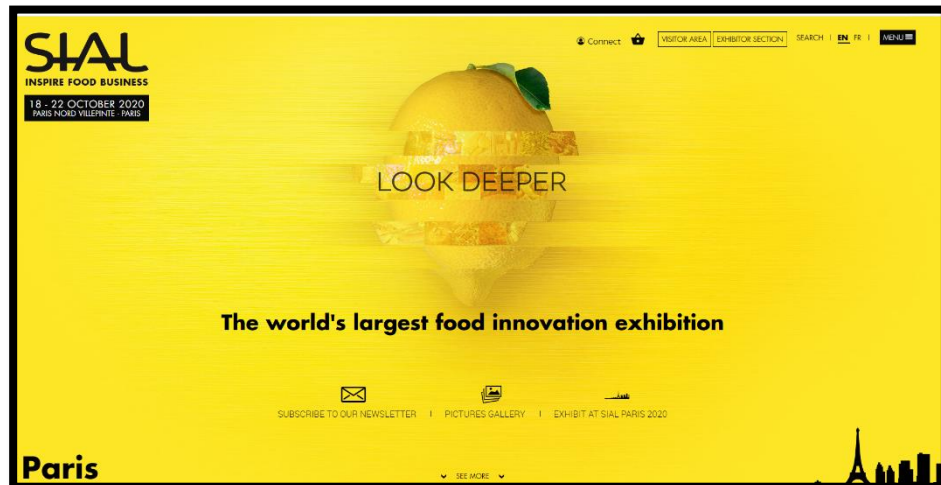 SIAL
INSPIRE FOOD BUSINESS
18 - 22 OCTOBER 2020
PARIS NORD VILLEPINTE - PARIS
Connect
VISITOR AREA
EXHIBITOR SECTION
SEARCH | EN FR |
MENU
LOOK DEEPER
The world's largest food innovation exhibition
SUBSCRIBE TO OUR NEWSLETTER | PICTURES GALLERY | EXHIBIT AT SIAL PARIS 2020
Paris
SEE MORE